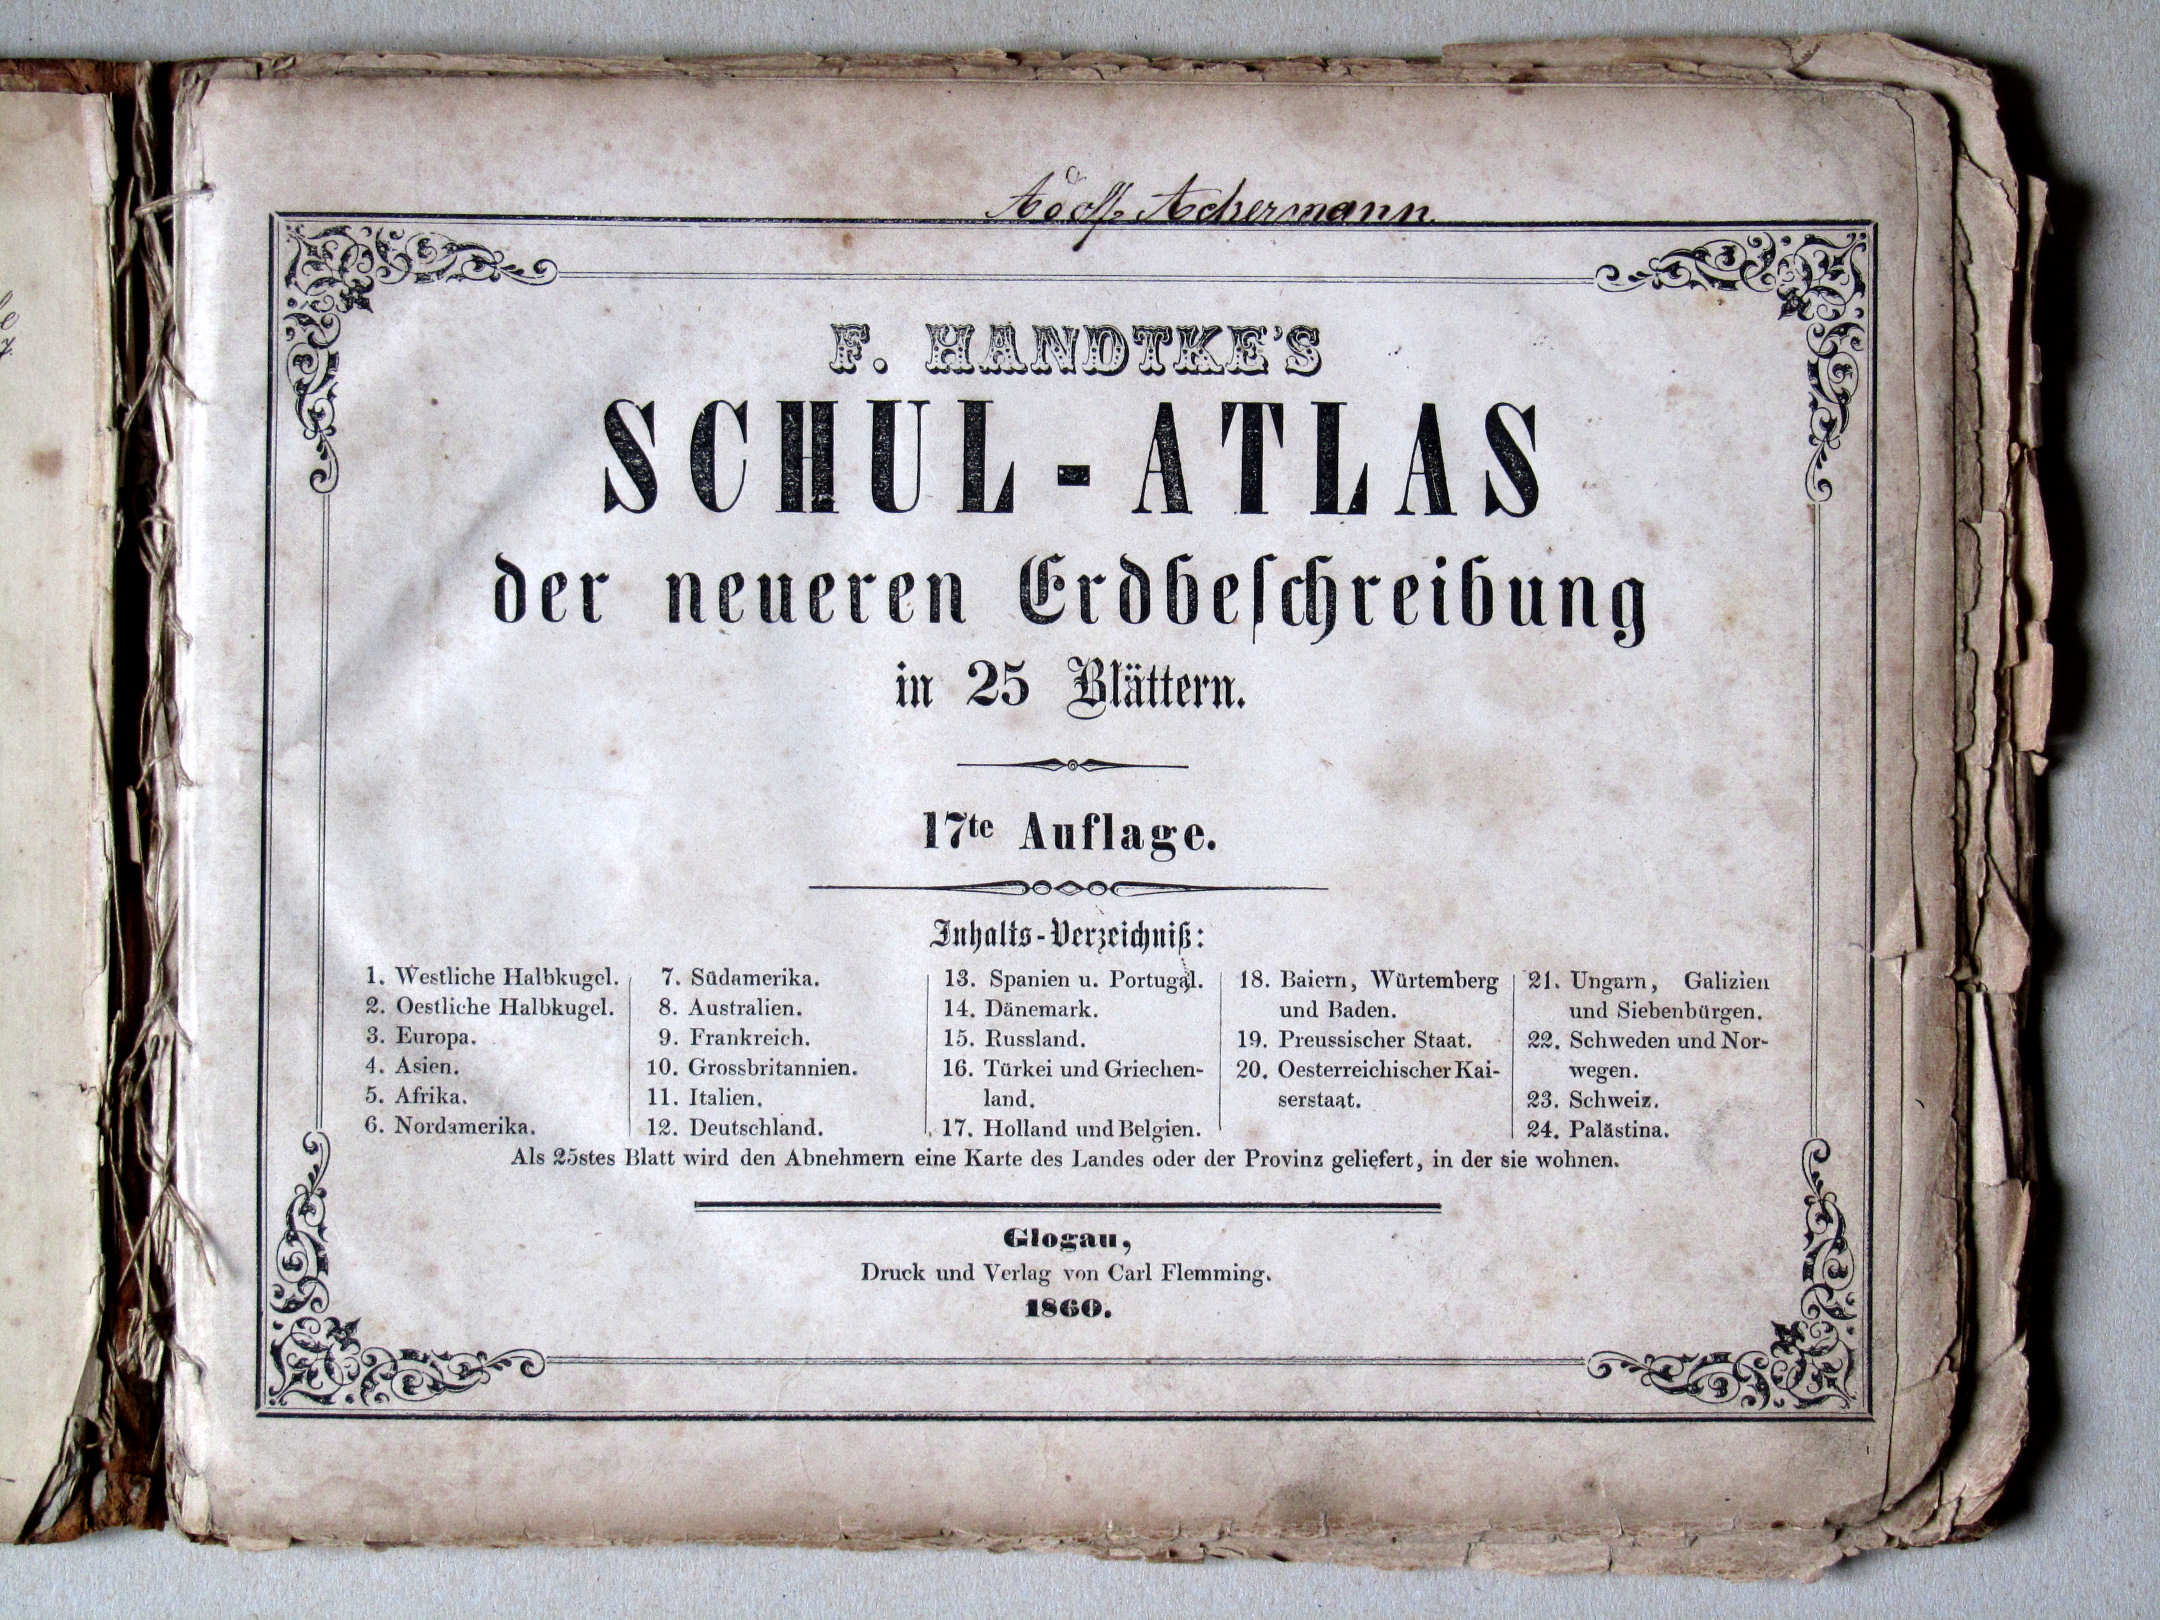 Adolf Ackermann
F. HANDTKE'S
SCHUL-ATLAS
der neueren Erdbeſchreibung
in 25 Blättern.
17te Auflage.
Inhalts-Verzeichniß:
1. Westliche Halbkugel.
2. Oestliche Halbkugel.
3. Europa.
4. Asien.
5. Afrika.
6. Nordamerika.
7. Südamerika.
8. Australien.
9. Frankreich.
10. Grossbritannien.
11. Italien.
12. Deutschland.
13. Spanien u. Portugal.
14. Dänemark.
15. Russland.
16. Türkei und Griechen-
land.
17. Holland und Belgien.
18. Baiern, Würtemberg
und Baden.
19. Preussischer Staat.
20. Oesterreichischer Kai-
serstaat.
21. Ungarn, Galizien
und Siebenbürgen.
22. Schweden und Nor-
wegen.
23. Schweiz.
24. Palästina.
Als 25stes Blatt wird den Abnehmern eine Karte des Landes oder der Provinz geliefert, in der sie wohnen.
Glogau,
Druck und Verlag von Carl Flemming.
1860.